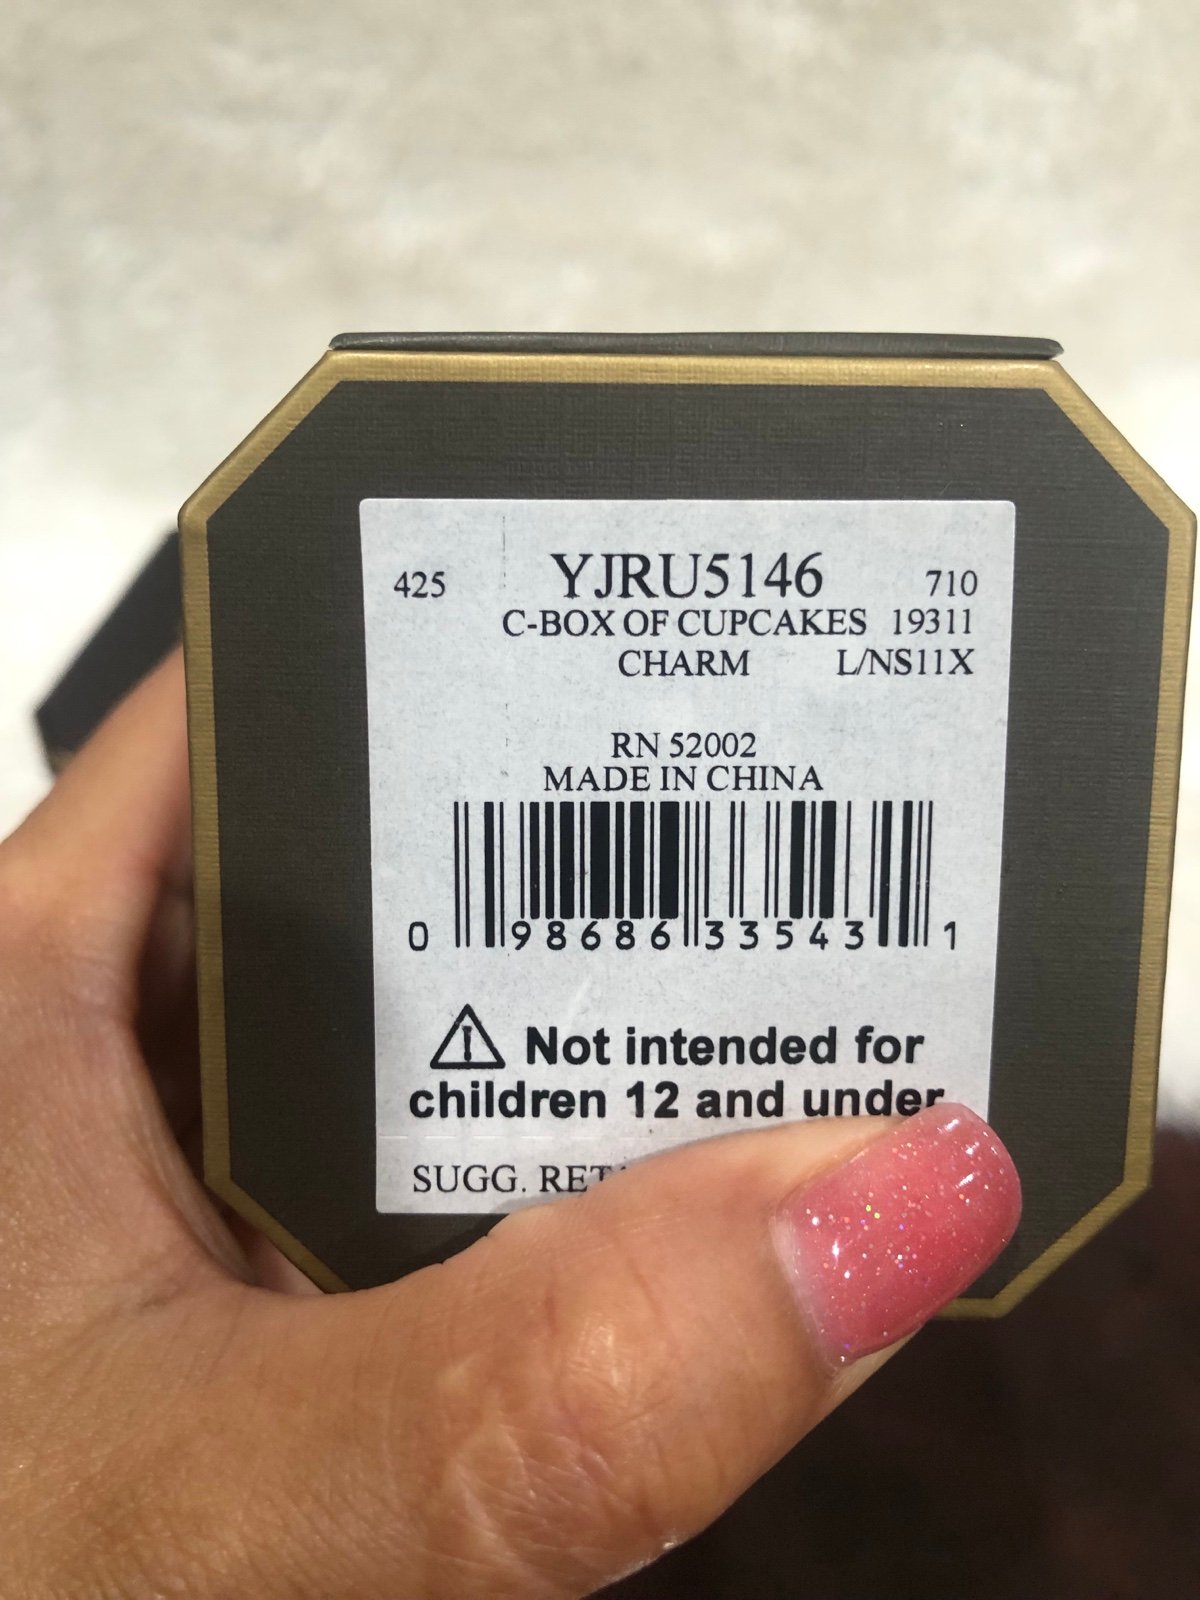 425 YJRU5146 710
C-BOX OF CUPCAKES 19311
CHARM L/NS11X
RN 52002
MADE IN CHINA
0 98686 33543 1
Not intended for
children 12 and under
SUGG.